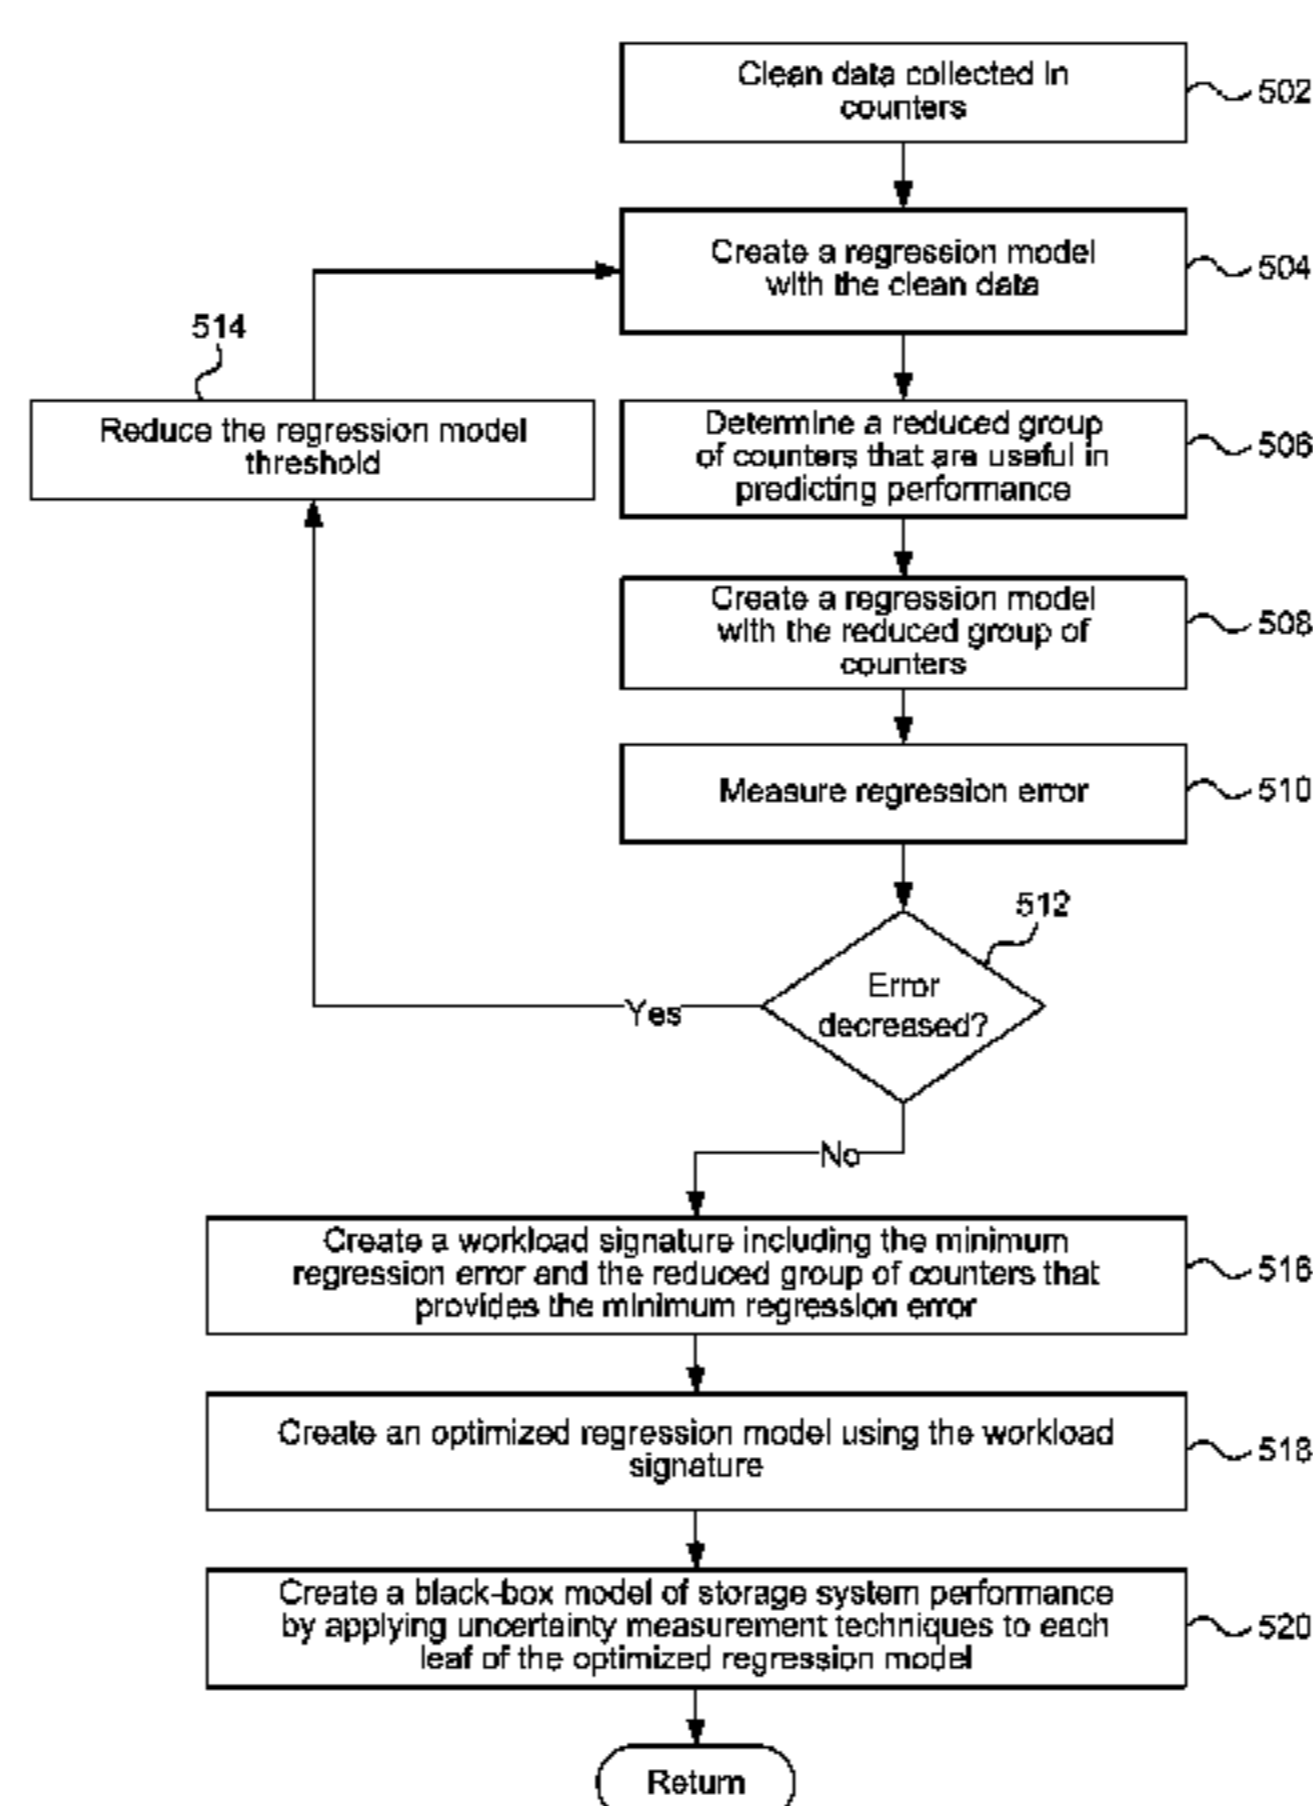 Clean data collected in
counters
502
Create a regression model
with the clean data
504
514
Reduce the regression model
threshold
Determine a reduced group
of counters that are useful in
predicting performance
506
Create a regression model
with the reduced group of
counters
508
Measure regression error
510
512
Error
decreased?
Yes
No
Create a workload signature including the minimum
regression error and the reduced group of counters that
provides the minimum regression error
516
Create an optimized regression model using the workload
signature
518
Create a black-box model of storage system performance
by applying uncertainty measurement techniques to each
leaf of the optimized regression model
520
Return